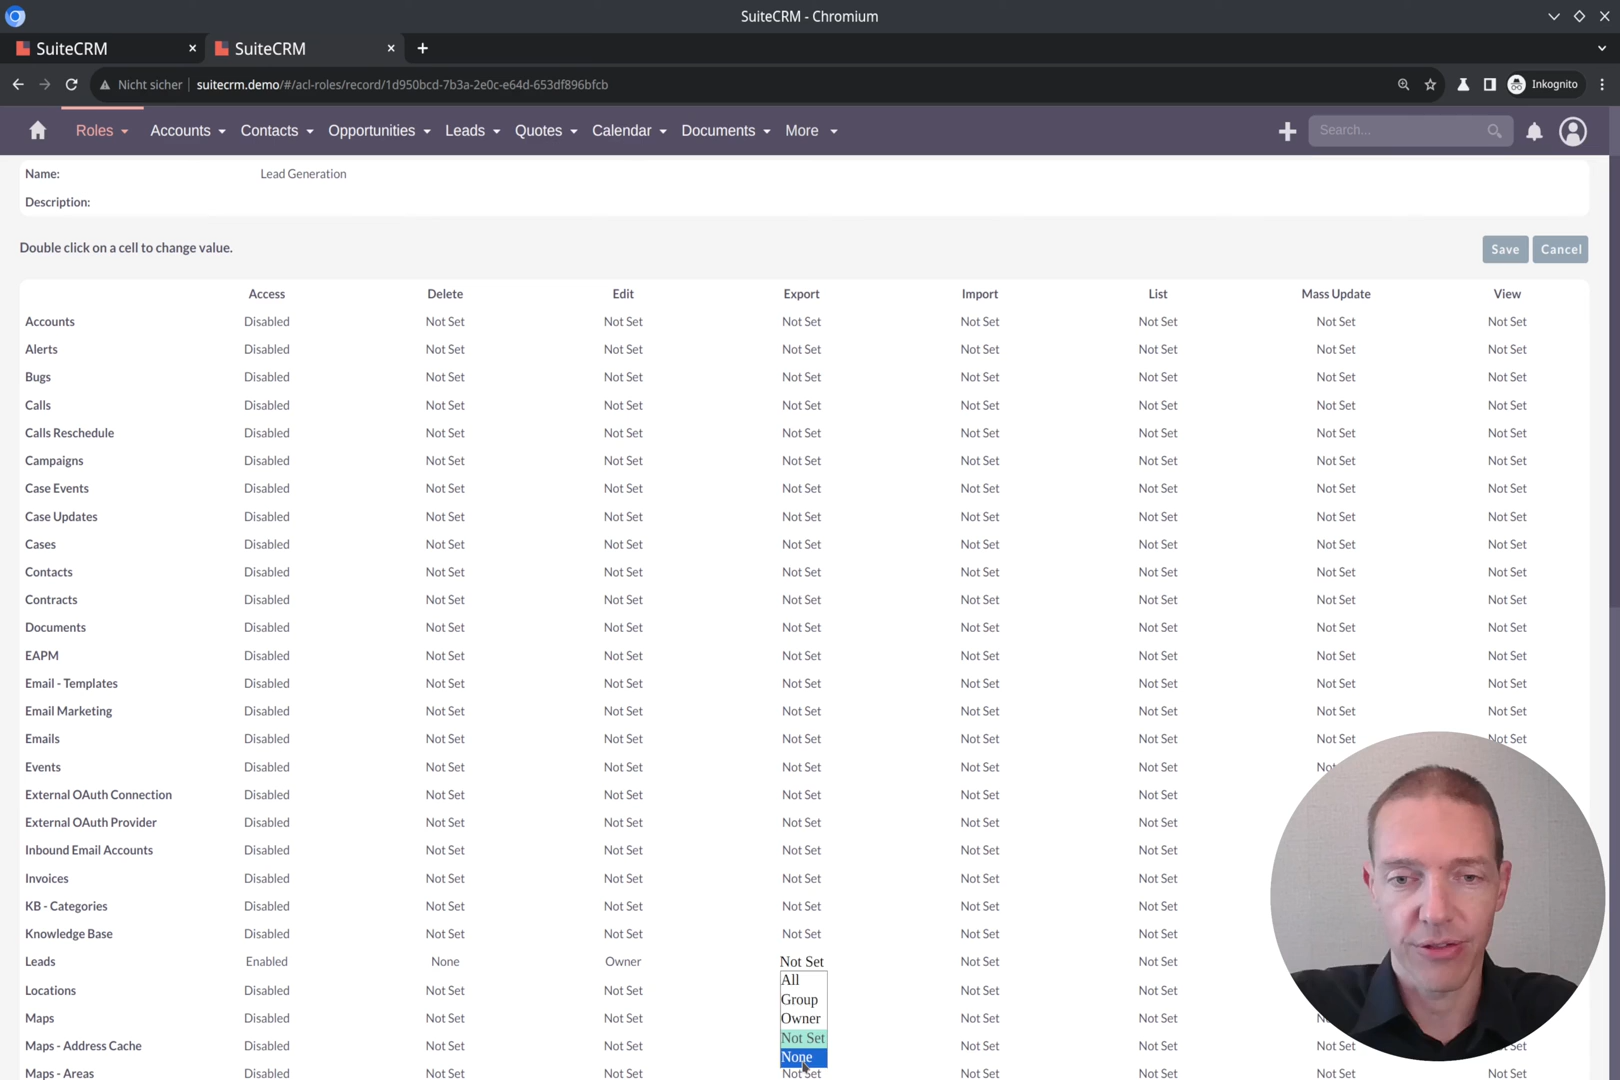 SuiteCRM - Chromium
SuiteCRM SuiteCRM
Nicht sicher suitecrm.demo/#/acl-roles/record/1d950bcd-7b3a-2e0c-e64d-653df896bfcb Inkognito
Roles Accounts Contacts Opportunities Leads Quotes Calendar Documents More Search...
Name: Lead Generation
Description:
Double click on a cell to change value. Save Cancel
Access Delete Edit Export Import List Mass Update View
Accounts Disabled Not Set Not Set Not Set Not Set Not Set Not Set Not Set
Alerts Disabled Not Set Not Set Not Set Not Set Not Set Not Set Not Set
Bugs Disabled Not Set Not Set Not Set Not Set Not Set Not Set Not Set
Calls Disabled Not Set Not Set Not Set Not Set Not Set Not Set Not Set
Calls Reschedule Disabled Not Set Not Set Not Set Not Set Not Set Not Set Not Set
Campaigns Disabled Not Set Not Set Not Set Not Set Not Set Not Set Not Set
Case Events Disabled Not Set Not Set Not Set Not Set Not Set Not Set Not Set
Case Updates Disabled Not Set Not Set Not Set Not Set Not Set Not Set Not Set
Cases Disabled Not Set Not Set Not Set Not Set Not Set Not Set Not Set
Contacts Disabled Not Set Not Set Not Set Not Set Not Set Not Set Not Set
Contracts Disabled Not Set Not Set Not Set Not Set Not Set Not Set Not Set
Documents Disabled Not Set Not Set Not Set Not Set Not Set Not Set Not Set
EAPM Disabled Not Set Not Set Not Set Not Set Not Set Not Set Not Set
Email - Templates Disabled Not Set Not Set Not Set Not Set Not Set Not Set Not Set
Email Marketing Disabled Not Set Not Set Not Set Not Set Not Set Not Set Not Set
Emails Disabled Not Set Not Set Not Set Not Set Not Set Not Set Not Set
Events Disabled Not Set Not Set Not Set Not Set Not Set Not
External OAuth Connection Disabled Not Set Not Set Not Set Not Set Not Set
External OAuth Provider Disabled Not Set Not Set Not Set Not Set Not Set
Inbound Email Accounts Disabled Not Set Not Set Not Set Not Set Not Set
Invoices Disabled Not Set Not Set Not Set Not Set Not Set
KB - Categories Disabled Not Set Not Set Not Set Not Set Not Set
Knowledge Base Disabled Not Set Not Set Not Set Not Set Not Set
Leads Enabled None Owner Not Set Not Set Not Set
All
Locations Disabled Not Set Not Set Not Set Not Set
Group
Maps Disabled Not Set Not Set Owner Not Set Not Set
Not Set
Maps - Address Cache Disabled Not Set Not Set Not Set Not Set
None
Maps - Areas Disabled Not Set Not Set Not Set Not Set Not Set Not Set Not Set